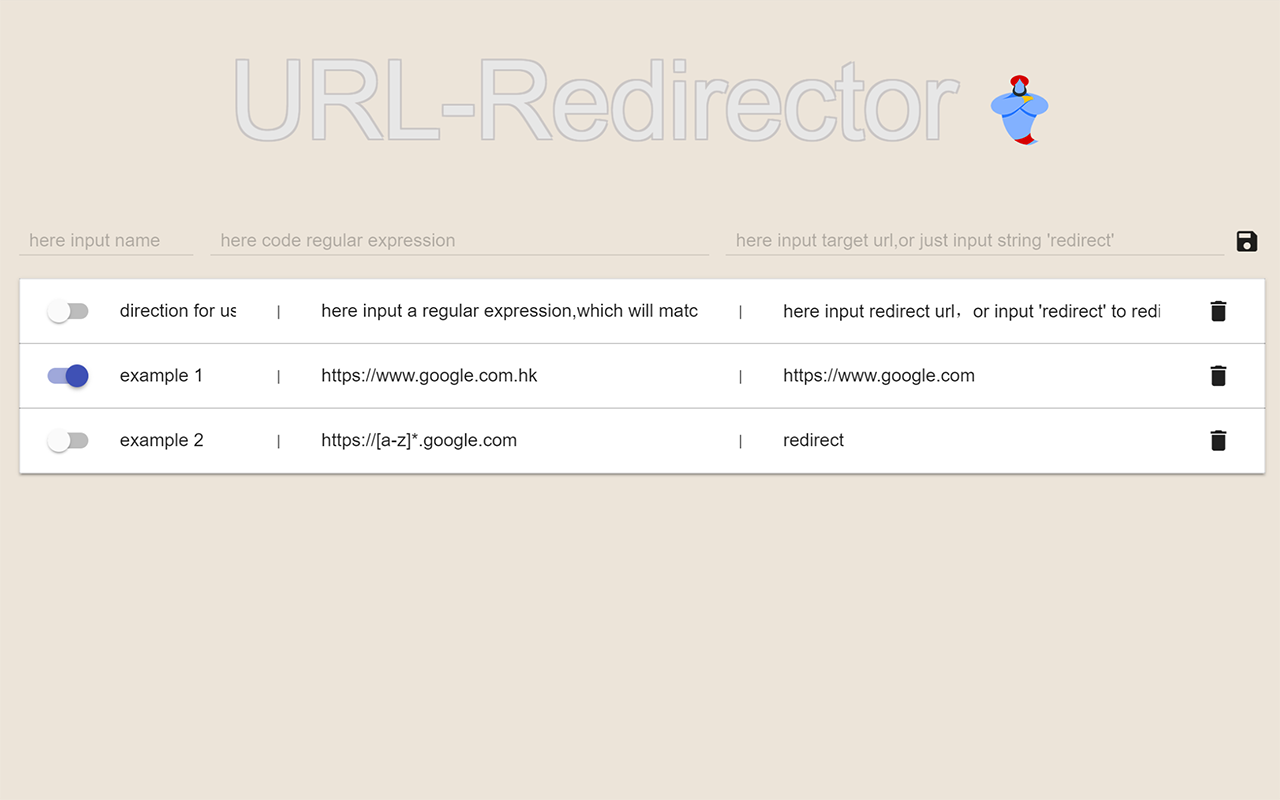 URL-Redirector
here input name here code regular expression here input target url,or just input string 'redirect'
direction for us | here input a regular expression,which will matc | here input redirect url，or input 'redirect' to redi
example 1 | https://www.google.com.hk | https://www.google.com
example 2 | https://[a-z]*.google.com | redirect